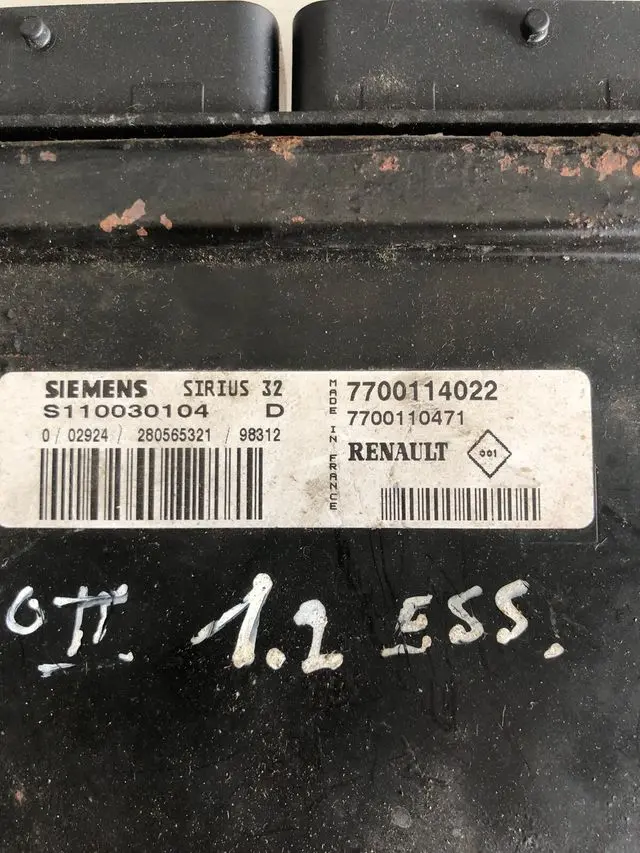 SIEMENS SIRIUS 32
S110030104 D
0 / 02924 / 280565321 / 98312
MADE IN FRANCE
7700114022
7700110471
RENAULT 001
1.2 ESS.